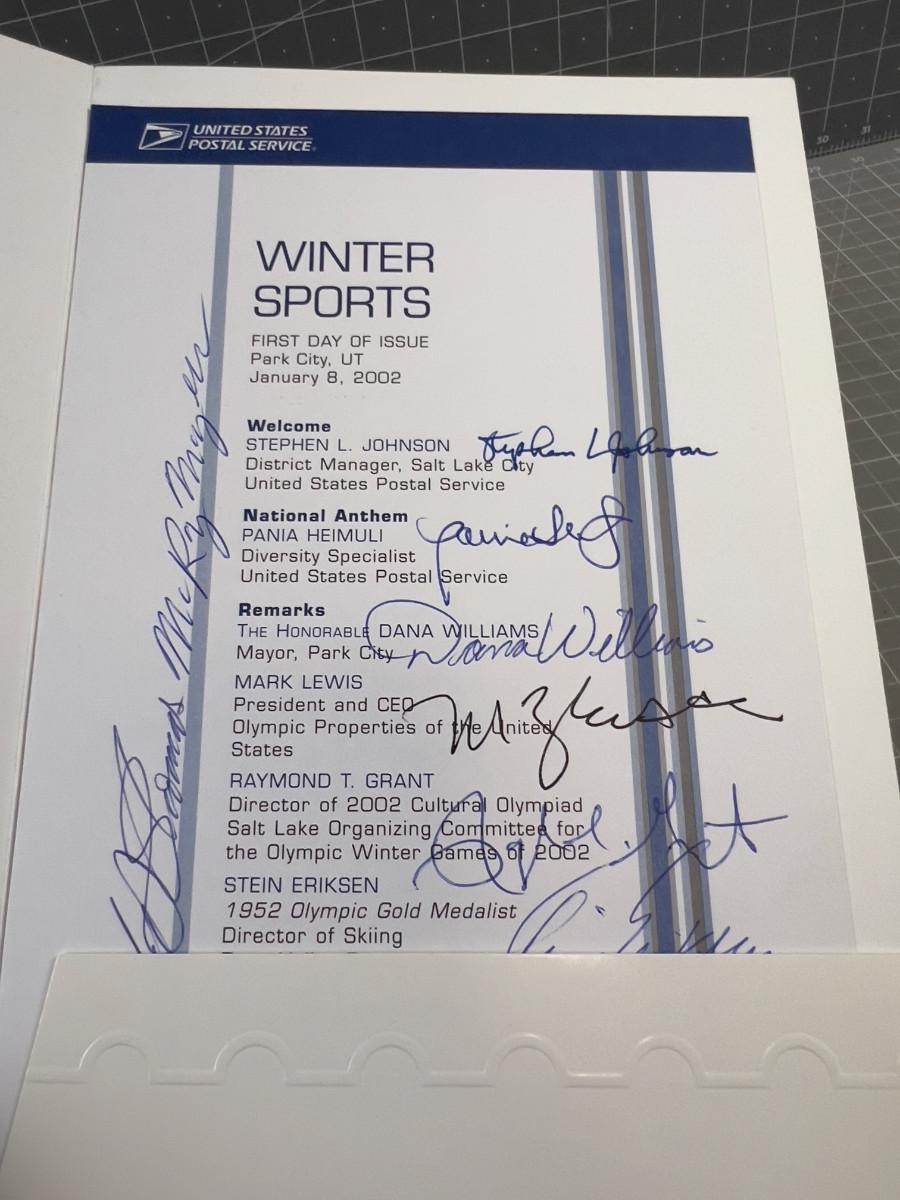 UNITED STATES
POSTAL SERVICE®
30 31
WINTER
SPORTS
FIRST DAY OF ISSUE
Park City, UT
January 8, 2002
Welcome
STEPHEN L. JOHNSON
Stephen L Johnson
District Manager, Salt Lake City
United States Postal Service
National Anthem
PANIA HEIMULI
Diversity Specialist
United States Postal Service
Remarks
THE HONORABLE DANA WILLIAMS
Dana Williams
Mayor, Park City
MARK LEWIS
President and CEO
Olympic Properties of the United
States
RAYMOND T. GRANT
Director of 2002 Cultural Olympiad
Salt Lake Organizing Committee for
the Olympic Winter Games of 2002
STEIN ERIKSEN
1952 Olympic Gold Medalist
Director of Skiing